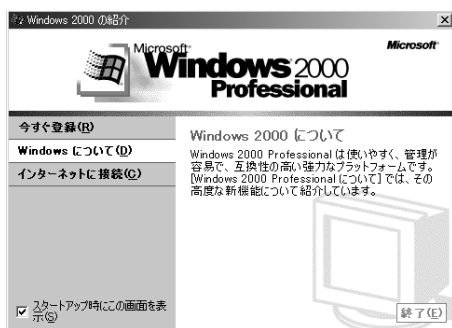 Windows 2000 の紹介
Microsoft
Windows 2000
Professional
Microsoft
今すぐ登録(R)
Windows について(D)
インターネットに接続(C)
Windows 2000 について
Windows 2000 Professional は使いやすく、管理が
容易で、互換性の高い強力なプラットフォームです。
[Windows 2000 Professional について] では、その
高度な新機能について紹介しています。
スタートアップ時にこの画面を表
示(S)
終了(E)